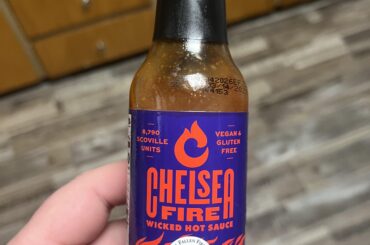 8,790
SCOVILLE
UNITS
VEGAN &
GLUTEN
FREE
CHELSEA
FIRE
WICKED HOT SAUCE